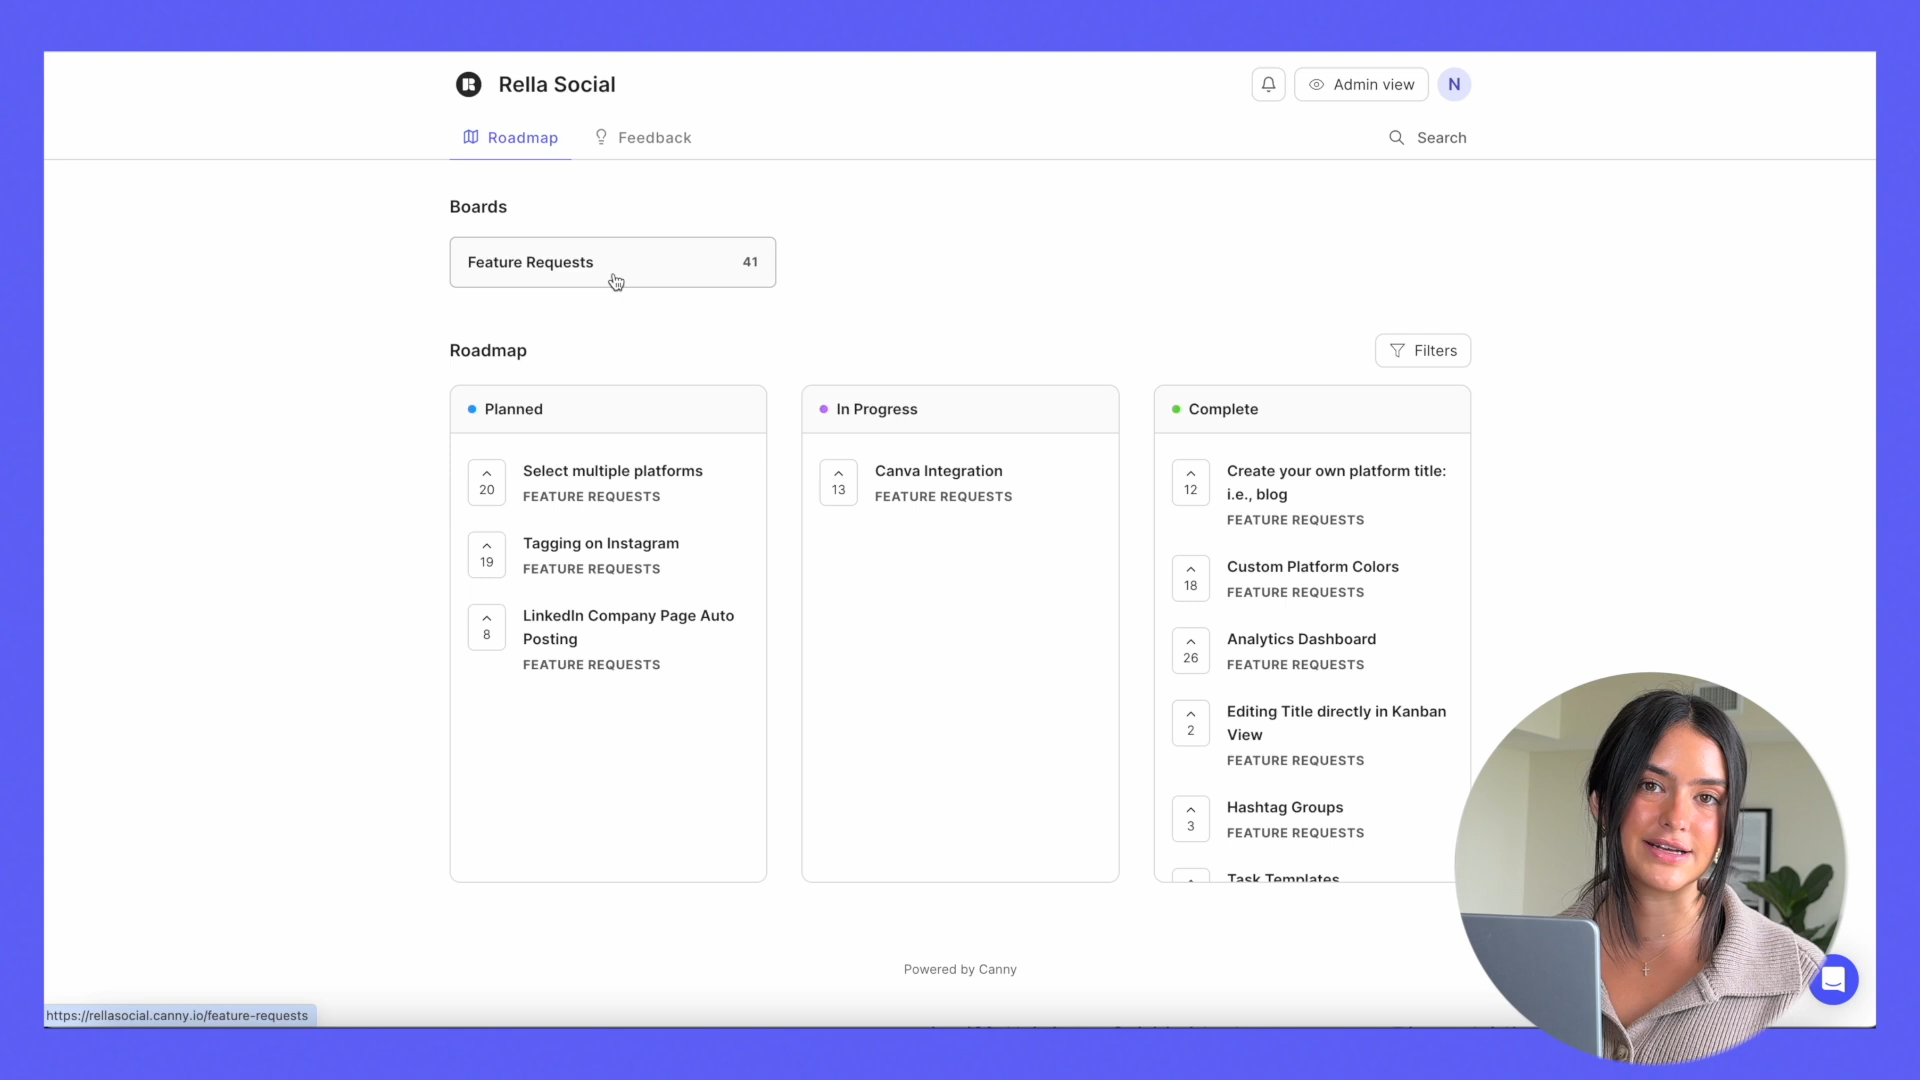 Rella Social
Admin view
N
Roadmap
Feedback
Search
Boards
Feature Requests
41
Roadmap
Filters
Planned
20
Select multiple platforms
FEATURE REQUESTS
19
Tagging on Instagram
FEATURE REQUESTS
8
LinkedIn Company Page Auto
Posting
FEATURE REQUESTS
In Progress
13
Canva Integration
FEATURE REQUESTS
Complete
12
Create your own platform title:
i.e., blog
FEATURE REQUESTS
18
Custom Platform Colors
FEATURE REQUESTS
26
Analytics Dashboard
FEATURE REQUESTS
2
Editing Title directly in Kanban
View
FEATURE REQUESTS
3
Hashtag Groups
FEATURE REQUESTS
Task Templates
Powered by Canny
https://rellasocial.canny.io/feature-requests